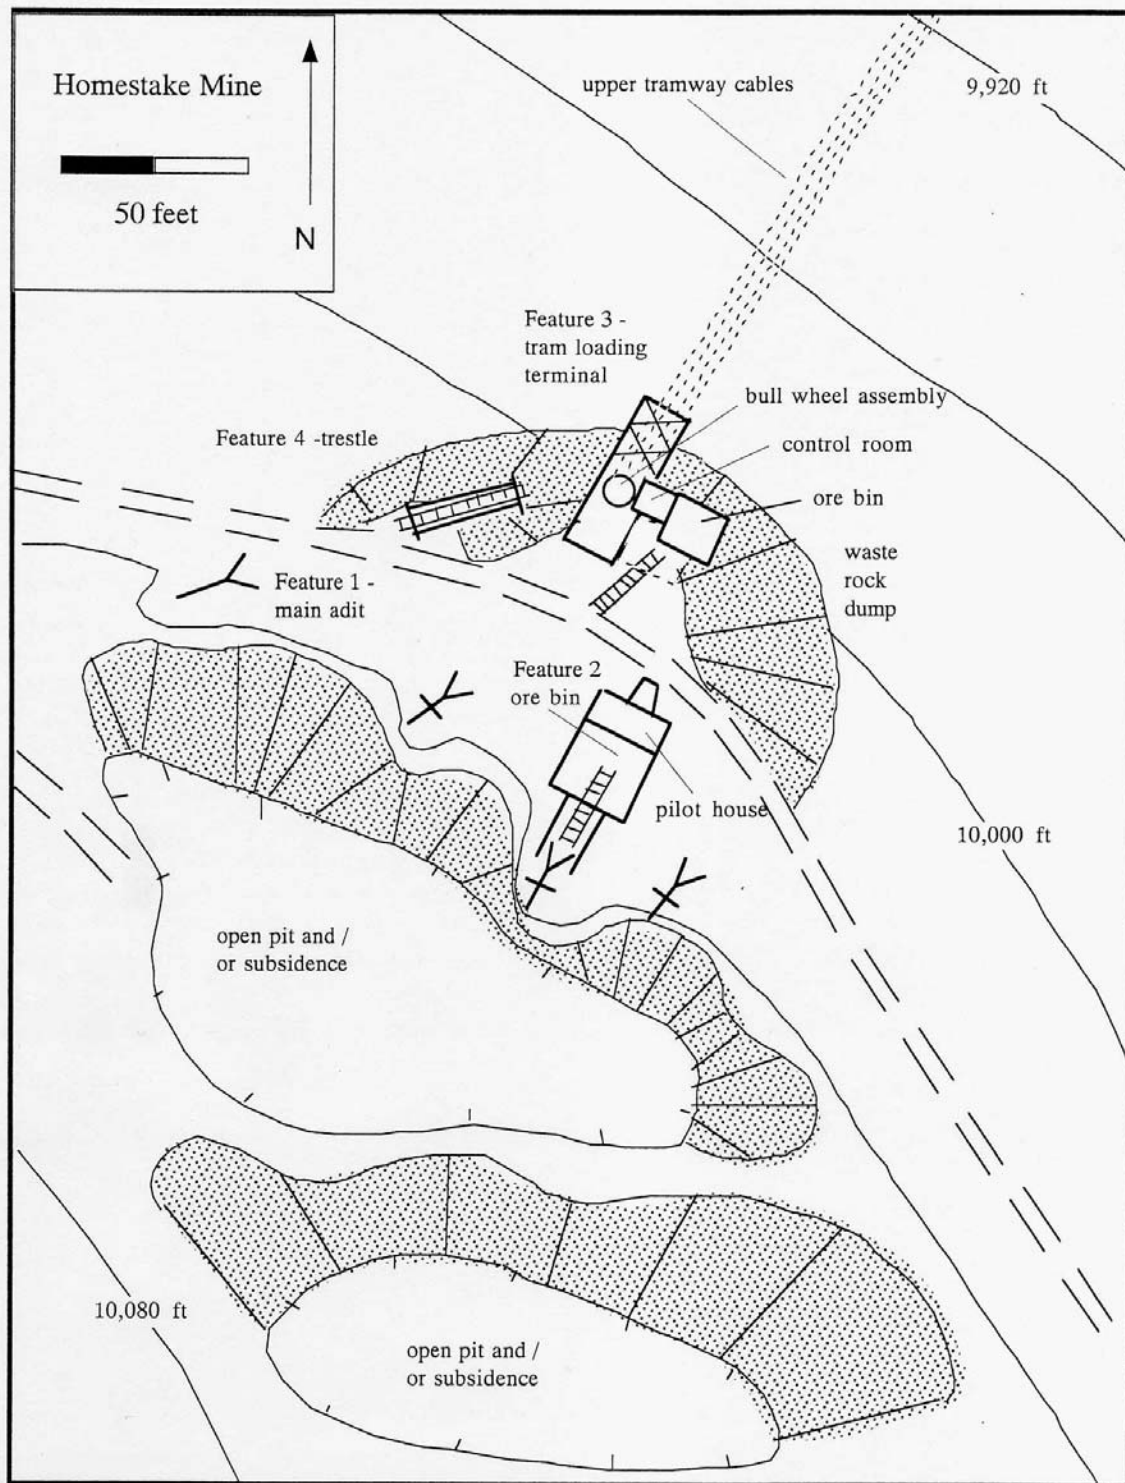 Homestake Mine
50 feet
N
upper tramway cables
9,920 ft
Feature 3 -
tram loading
terminal
bull wheel assembly
Feature 4 -trestle
control room
ore bin
waste
rock
dump
Feature 1 -
main adit
Feature 2
ore bin
pilot house
10,000 ft
open pit and /
or subsidence
10,080 ft
open pit and /
or subsidence